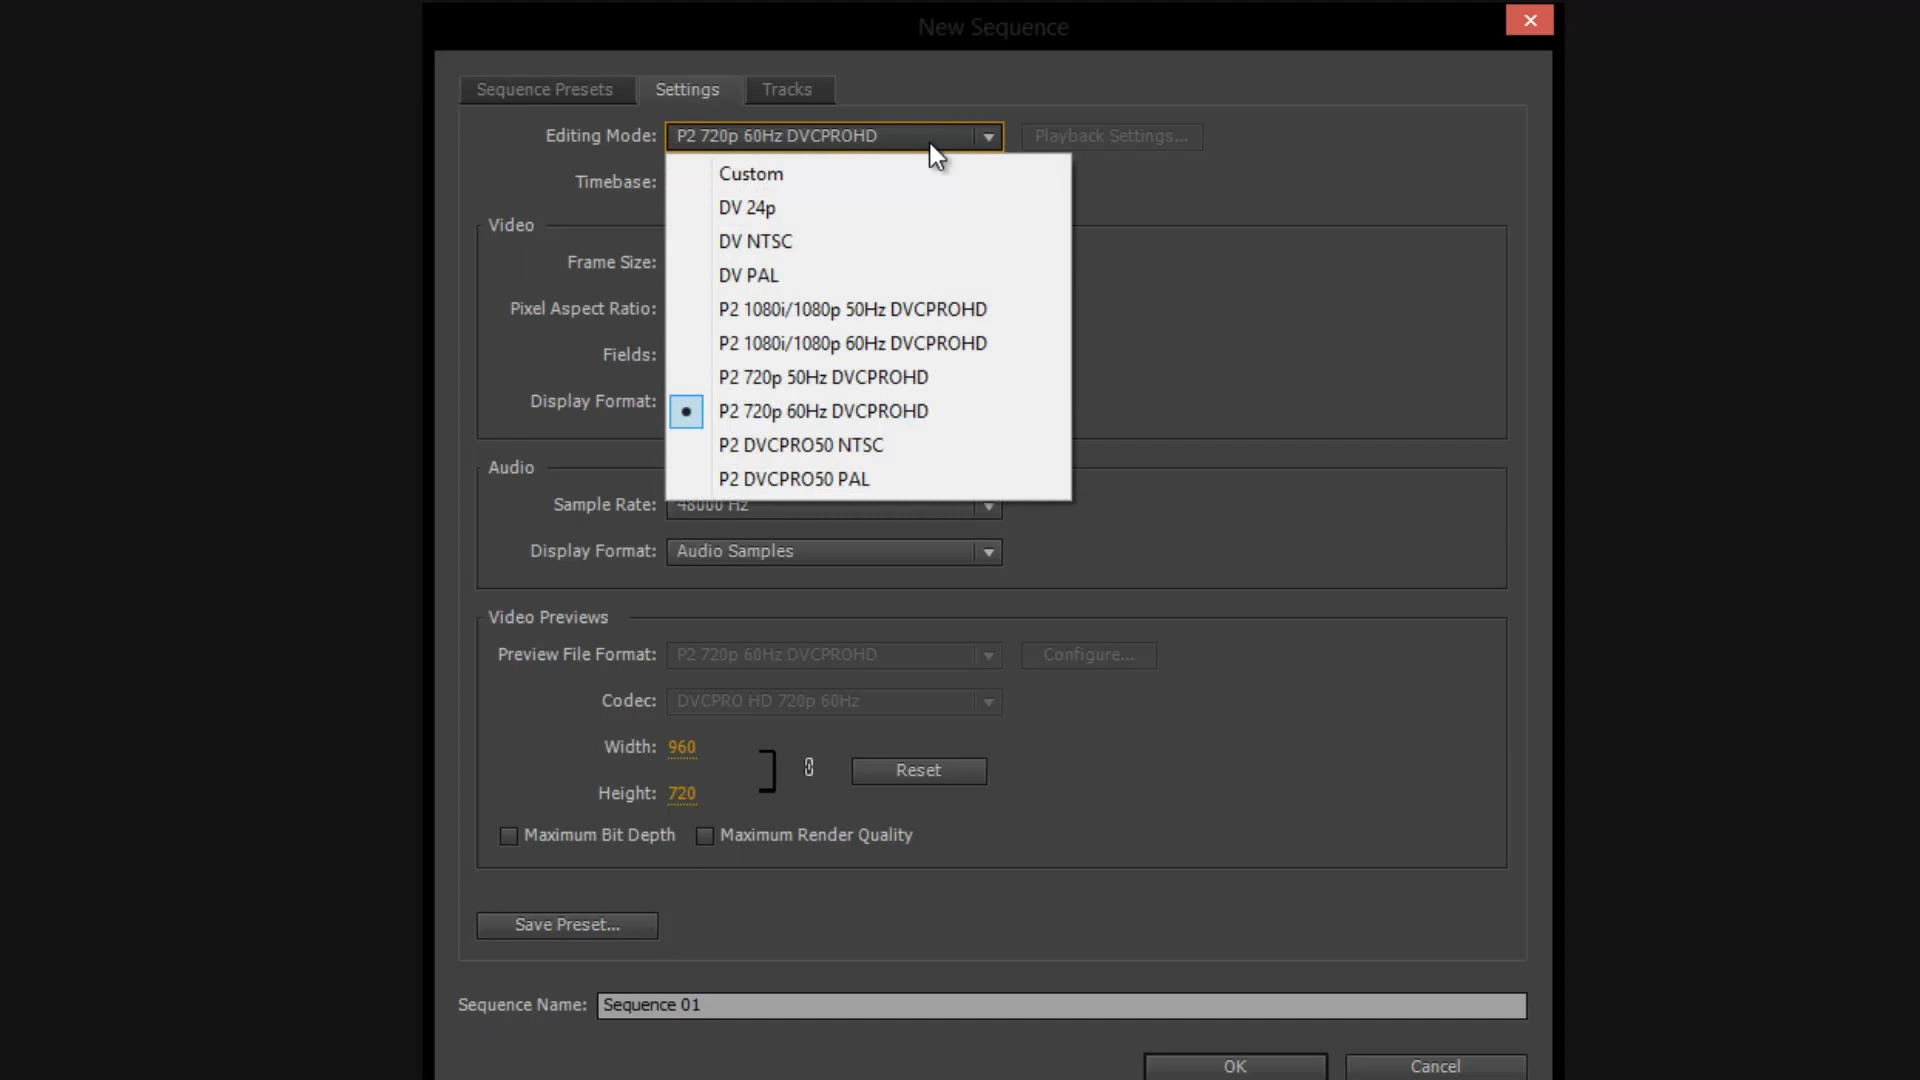 New Sequence
Sequence Presets Settings Tracks
Editing Mode: P2 720p 60Hz DVCPROHD Playback Settings...
Custom
Timebase:
DV 24p
Video
DV NTSC
Frame Size:
DV PAL
Pixel Aspect Ratio:
P2 1080i/1080p 50Hz DVCPROHD
P2 1080i/1080p 60Hz DVCPROHD
Fields:
P2 720p 50Hz DVCPROHD
Display Format:
P2 720p 60Hz DVCPROHD
P2 DVCPRO50 NTSC
Audio
P2 DVCPRO50 PAL
Sample Rate: 48000 Hz
Display Format: Audio Samples
Video Previews
Preview File Format: P2 720p 60Hz DVCPROHD Configure...
Codec: DVCPRO HD 720p 60Hz
Width: 960
Reset
Height: 720
Maximum Bit Depth Maximum Render Quality
Save Preset...
Sequence Name: Sequence 01
OK Cancel